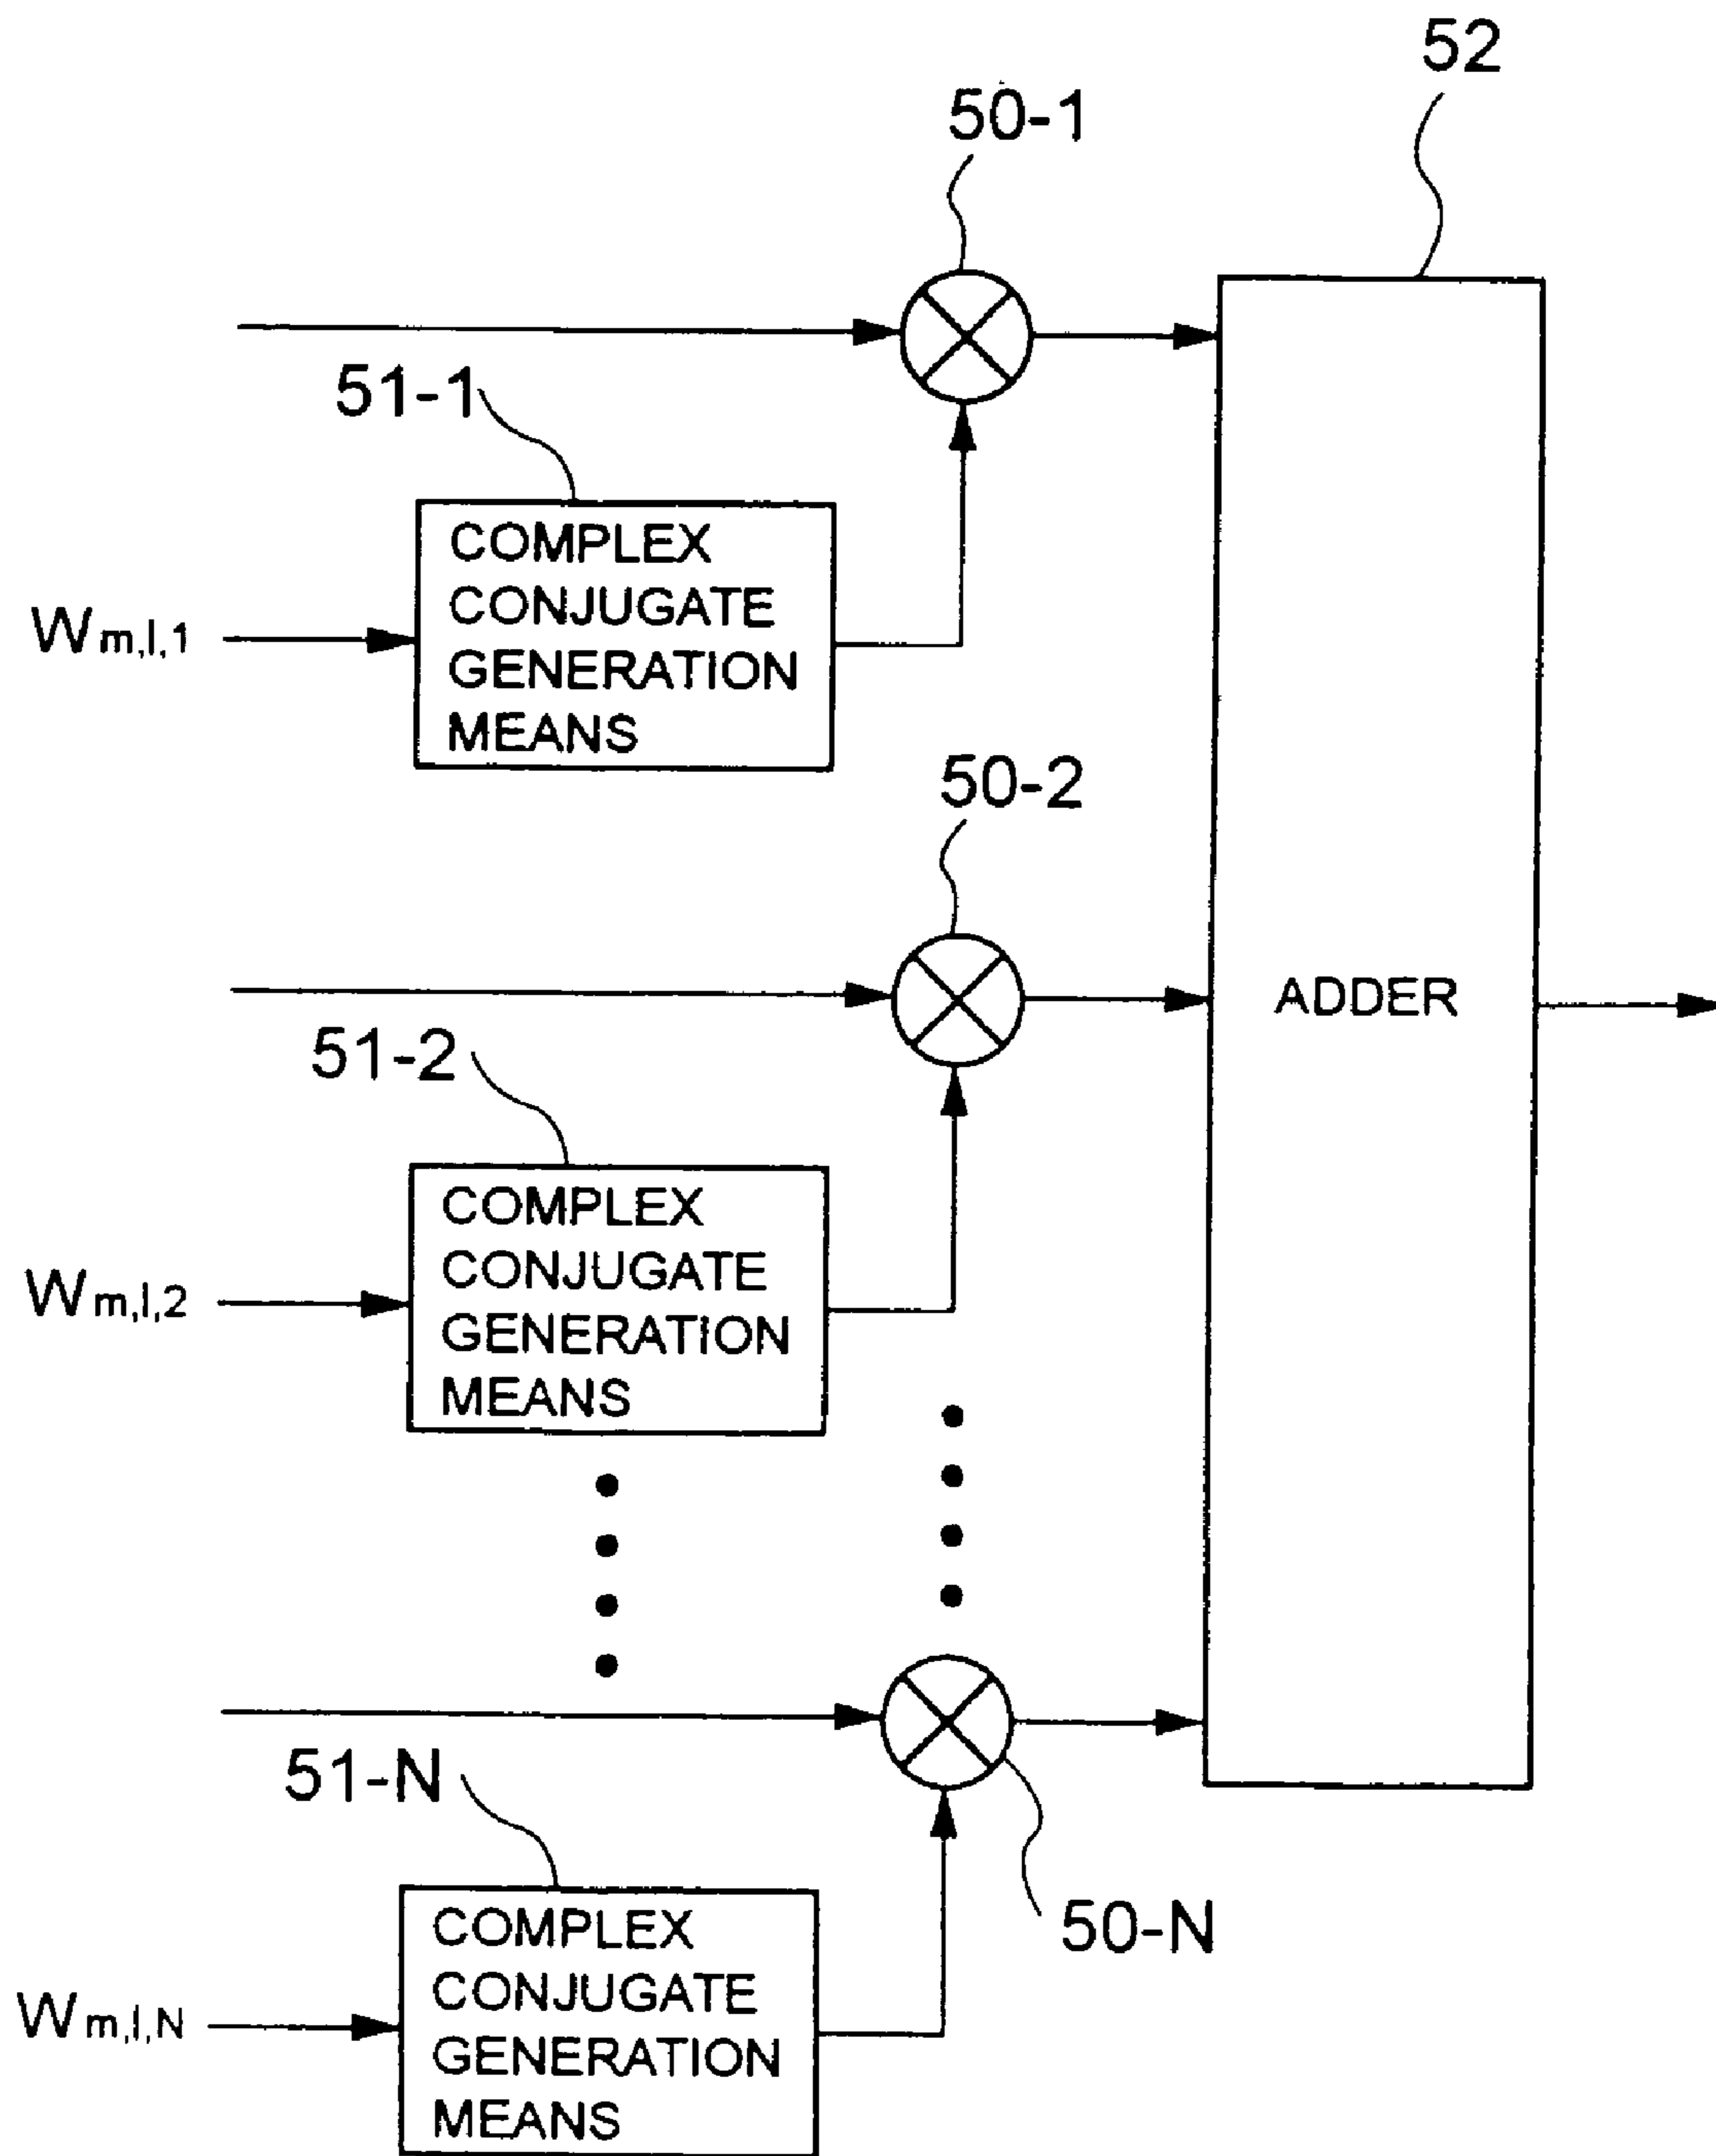 52
50-1
51-1
COMPLEX
CONJUGATE
GENERATION
MEANS
Wm,l,1
50-2
ADDER
51-2
COMPLEX
CONJUGATE
GENERATION
MEANS
Wm,l,2
51-N
50-N
COMPLEX
CONJUGATE
GENERATION
MEANS
Wm,l,N